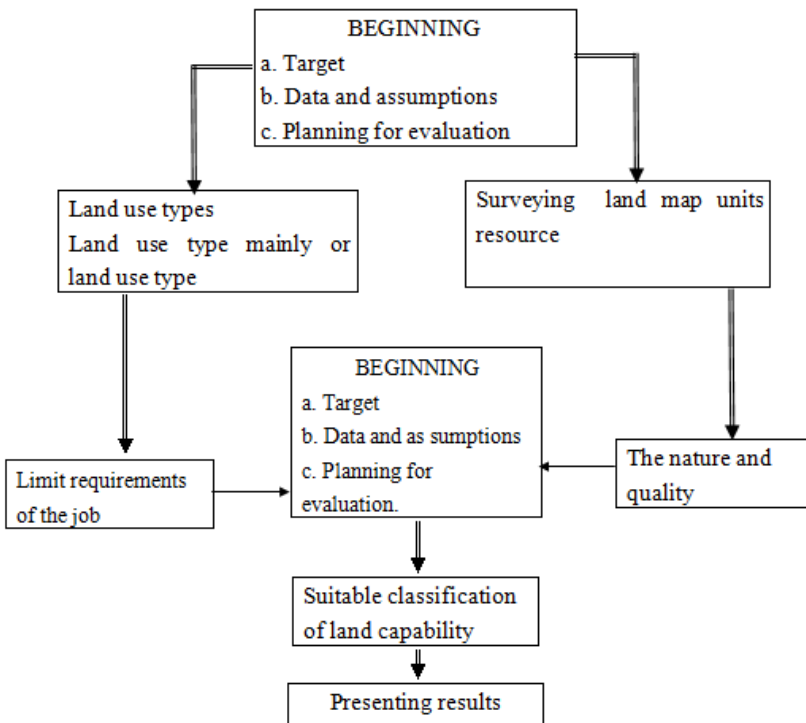 BEGINNING
a. Target
b. Data and assumptions
c. Planning for evaluation
Land use types
Land use type mainly or
land use type
Surveying land map units
resource
BEGINNING
a. Target
b. Data and as sumptions
c. Planning for
evaluation.
Limit requirements
of the job
The nature and
quality
Suitable classification
of land capability
Presenting results